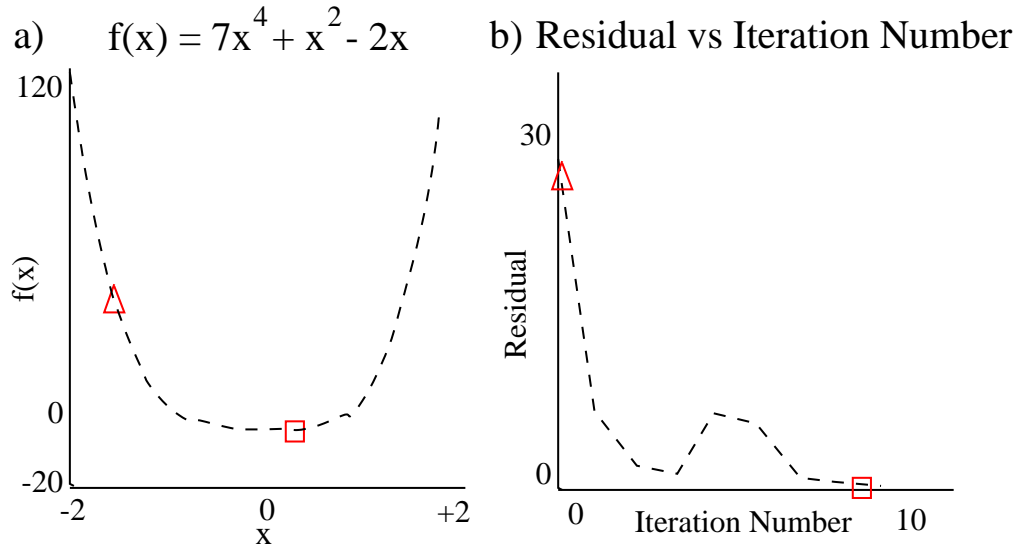 a) f(x) = 7x⁴ + x² - 2x
120
f(x)
0
-20
-2
0
+2
x
b) Residual vs Iteration Number
30
Residual
0
0
Iteration Number
10